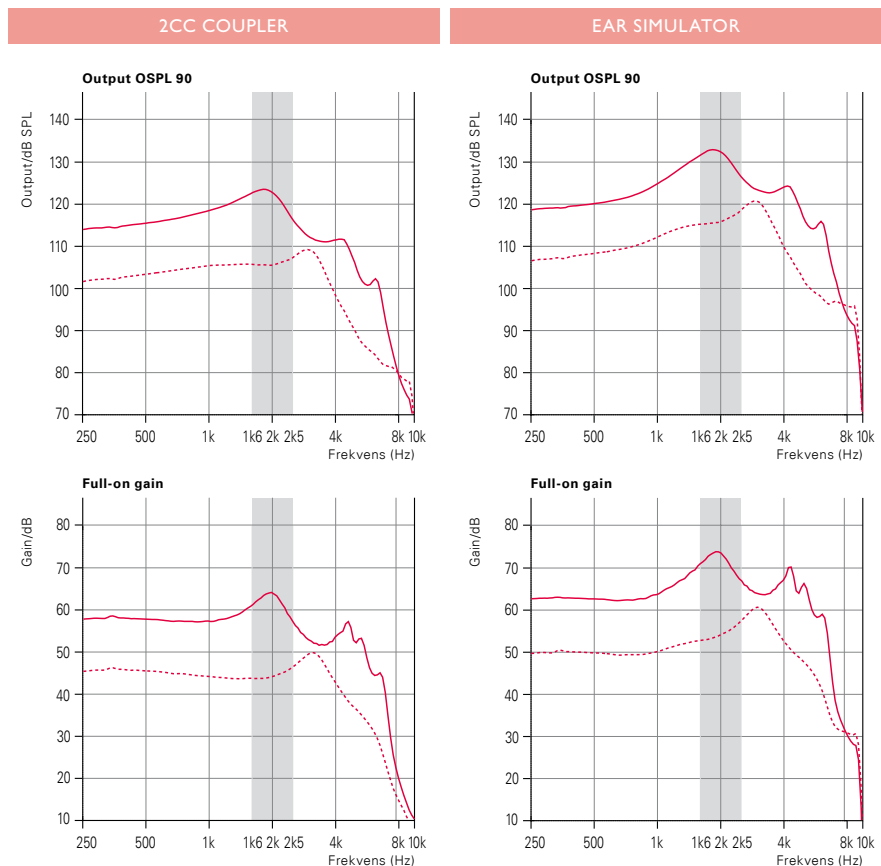 2CC COUPLER
EAR SIMULATOR
Output OSPL 90
Output/dB SPL
140
130
120
110
100
90
80
70
250 500 1k 1k6 2k 2k5 4k 8k 10k
Frekvens (Hz)
Output OSPL 90
Output/dB SPL
140
130
120
110
100
90
80
70
250 500 1k 1k6 2k 2k5 4k 8k 10k
Frekvens (Hz)
Full-on gain
Gain/dB
80
70
60
50
40
30
20
10
250 500 1k 1k6 2k 2k5 4k 8k 10k
Frekvens (Hz)
Full-on gain
Gain/dB
80
70
60
50
40
30
20
10
250 500 1k 1k6 2k 2k5 4k 8k 10k
Frekvens (Hz)